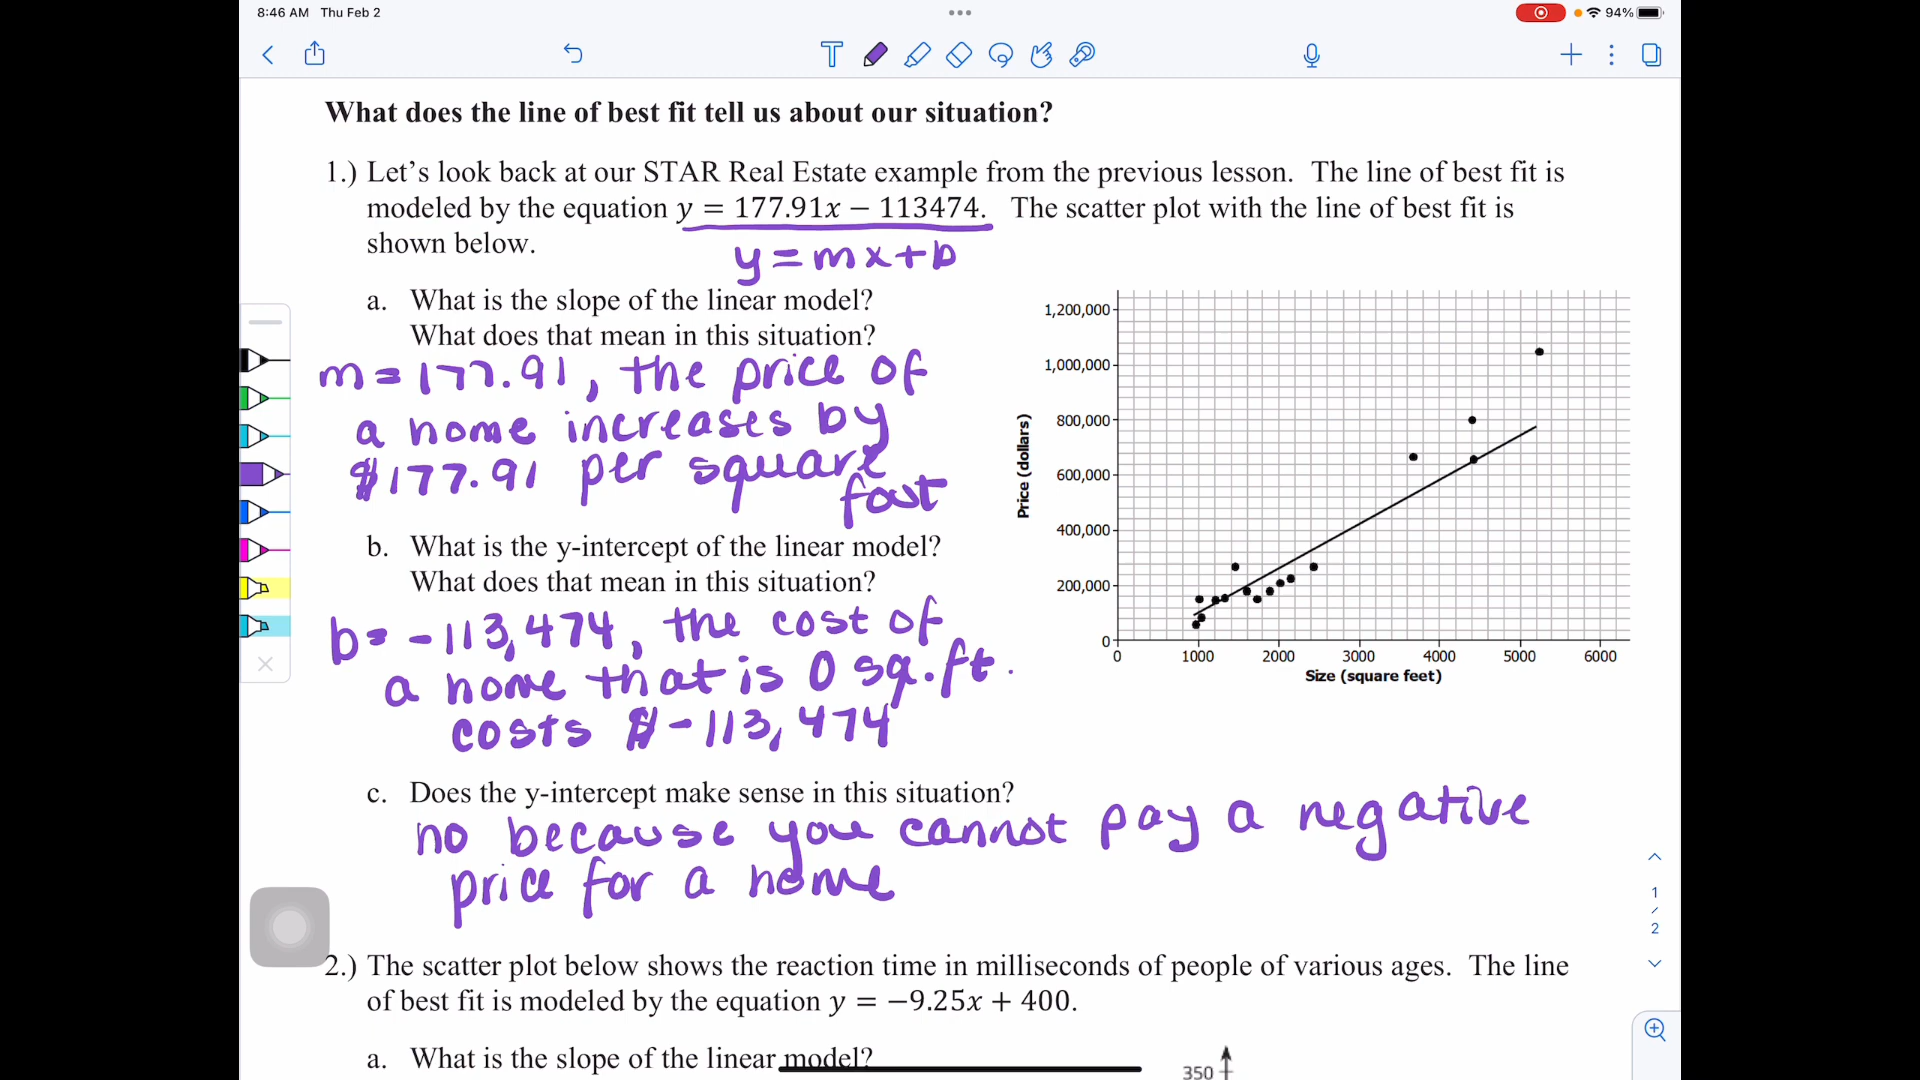 8:46 AM Thu Feb 2
94%
What does the line of best fit tell us about our situation?
1.) Let’s look back at our STAR Real Estate example from the previous lesson. The line of best fit is
modeled by the equation y = 177.91x − 113474. The scatter plot with the line of best fit is
shown below.
y = mx+b
a. What is the slope of the linear model?
What does that mean in this situation?
m = 177.91, the price of
a home increases by
$177.91 per square
foot
b. What is the y-intercept of the linear model?
What does that mean in this situation?
b= -113,474, the cost of
a home that is 0 sq.ft.
costs $-113,474
1,200,000
1,000,000
800,000
600,000
400,000
200,000
0
Price (dollars)
0 1000 2000 3000 4000 5000 6000
Size (square feet)
c. Does the y-intercept make sense in this situation?
no because you cannot pay a negative
price for a home
1
/
2
2.) The scatter plot below shows the reaction time in milliseconds of people of various ages. The line
of best fit is modeled by the equation y = −9.25x + 400.
a. What is the slope of the linear model?
350